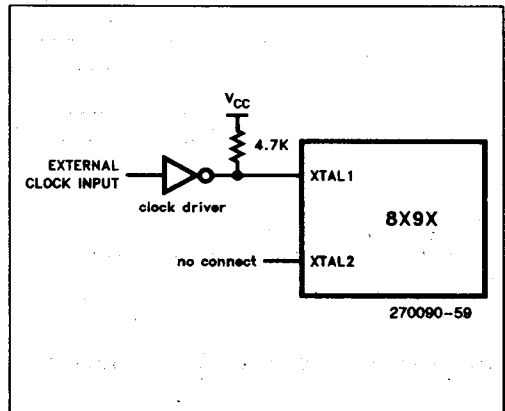 VCC
4.7K
EXTERNAL
CLOCK INPUT
XTAL1
clock driver
8X9X
no connect
XTAL2
270090-59